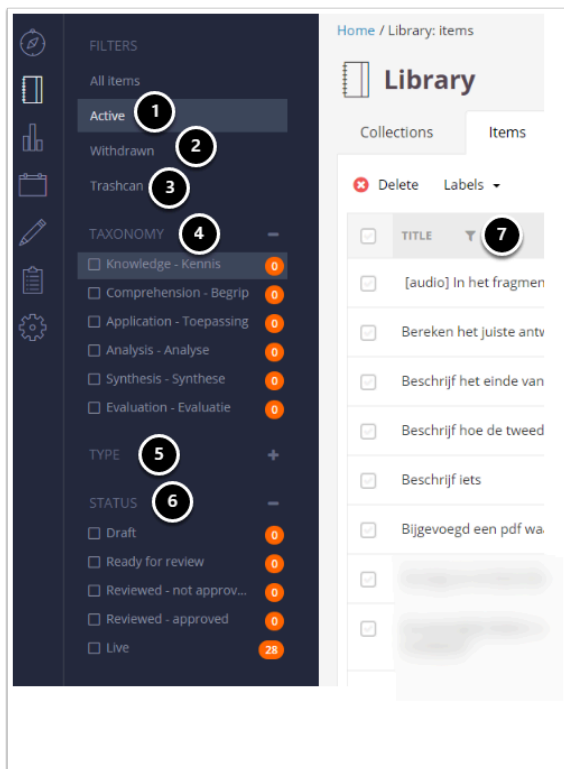 FILTERS
All items
Active 1
Withdrawn 2
Trashcan 3
TAXONOMY 4
Knowledge - Kennis 0
Comprehension - Begrip 0
Application - Toepassing 0
Analysis - Analyse 0
Synthesis - Synthese 0
Evaluation - Evaluatie 0
TYPE 5 +
STATUS 6
Draft 0
Ready for review 0
Reviewed - not approv... 0
Reviewed - approved 0
Live 28
Home / Library: items
Library
Collections Items
Delete Labels
TITLE 7
[audio] In het fragmen
Bereken het juiste antw
Beschrijf het einde van
Beschrijf hoe de tweed
Beschrijf iets
Bijgevoegd een pdf waa